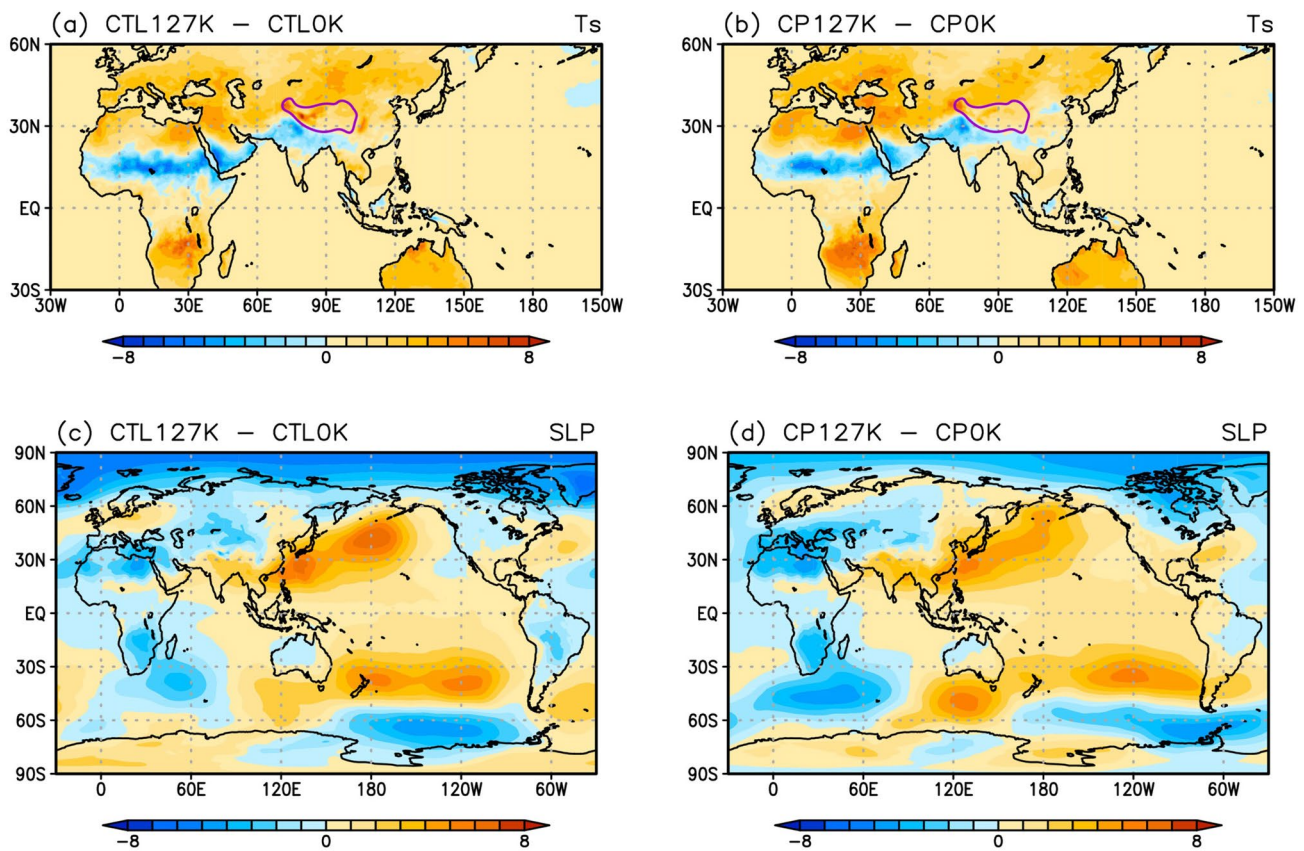 (a) CTL127K – CTL0K Ts
60N
30N
EQ
30S
30W 0 30E 60E 90E 120E 150E 180 150W
−8 0 8
(b) CP127K – CP0K Ts
60N
30N
EQ
30S
30W 0 30E 60E 90E 120E 150E 180 150W
−8 0 8
(c) CTL127K – CTL0K SLP
90N
60N
30N
EQ
30S
60S
90S
0 60E 120E 180 120W 60W
−8 0 8
(d) CP127K – CP0K SLP
90N
60N
30N
EQ
30S
60S
90S
0 60E 120E 180 120W 60W
−8 0 8